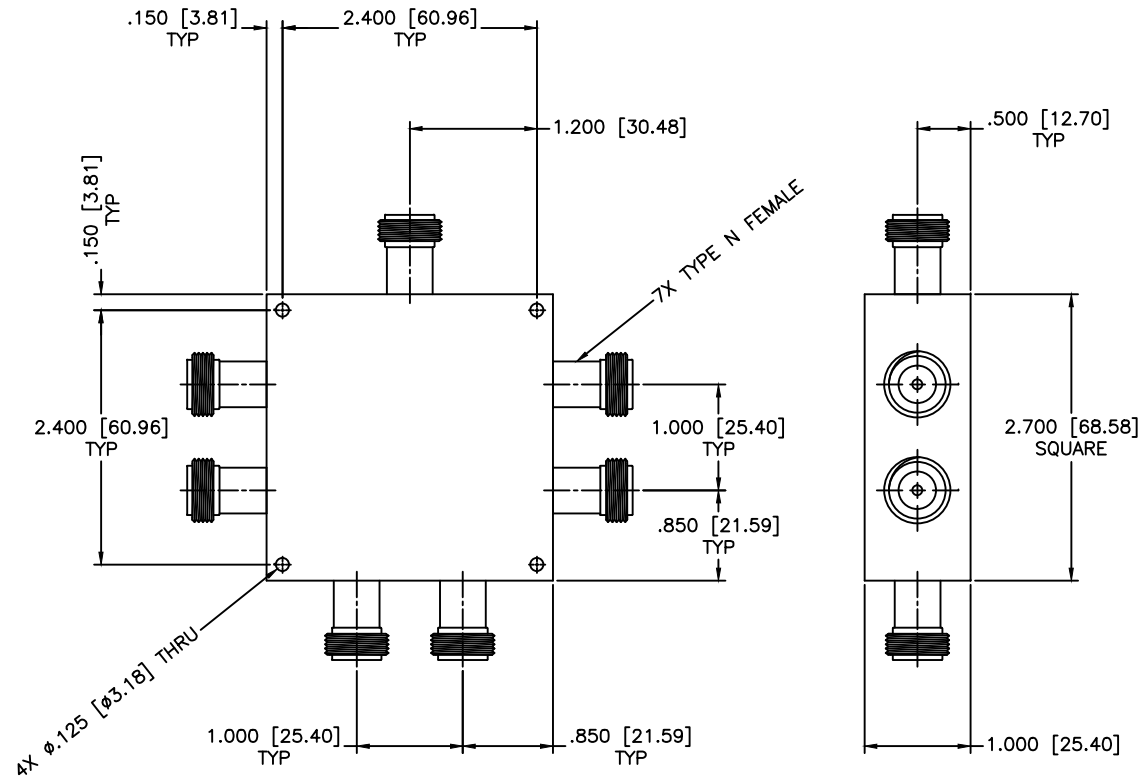 .150 [3.81]
TYP
2.400 [60.96]
TYP
1.200 [30.48]
.500 [12.70]
TYP
.150 [3.81]
TYP
7X TYPE N FEMALE
2.400 [60.96]
TYP
1.000 [25.40]
TYP
2.700 [68.58]
SQUARE
.850 [21.59]
TYP
4X ø.125 [ø3.18] THRU
1.000 [25.40]
TYP
.850 [21.59]
TYP
1.000 [25.40]